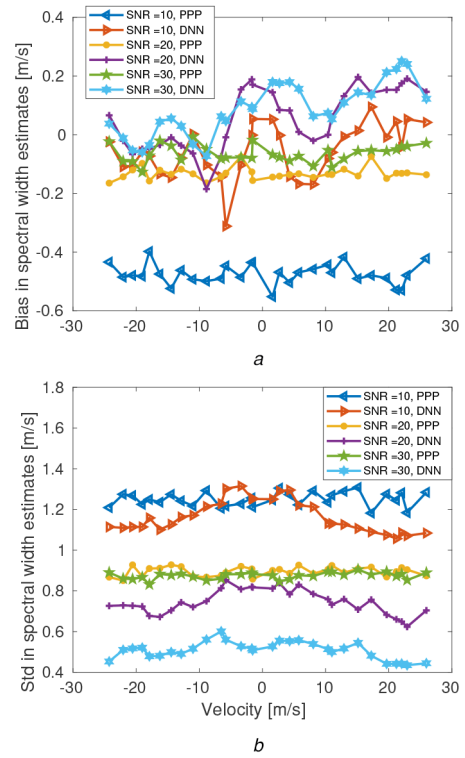 SNR =10, PPP
SNR =10, DNN
SNR =20, PPP
SNR =20, DNN
SNR =30, PPP
SNR =30, DNN
Bias in spectral width estimates [m/s]
0.4
0.2
0
-0.2
-0.4
-0.6
-30 -20 -10 0 10 20 30
a
SNR =10, PPP
SNR =10, DNN
SNR =20, PPP
SNR =20, DNN
SNR =30, PPP
SNR =30, DNN
Std in spectral width estimates [m/s]
1.8
1.6
1.4
1.2
1
0.8
0.6
0.4
-30 -20 -10 0 10 20 30
Velocity [m/s]
b